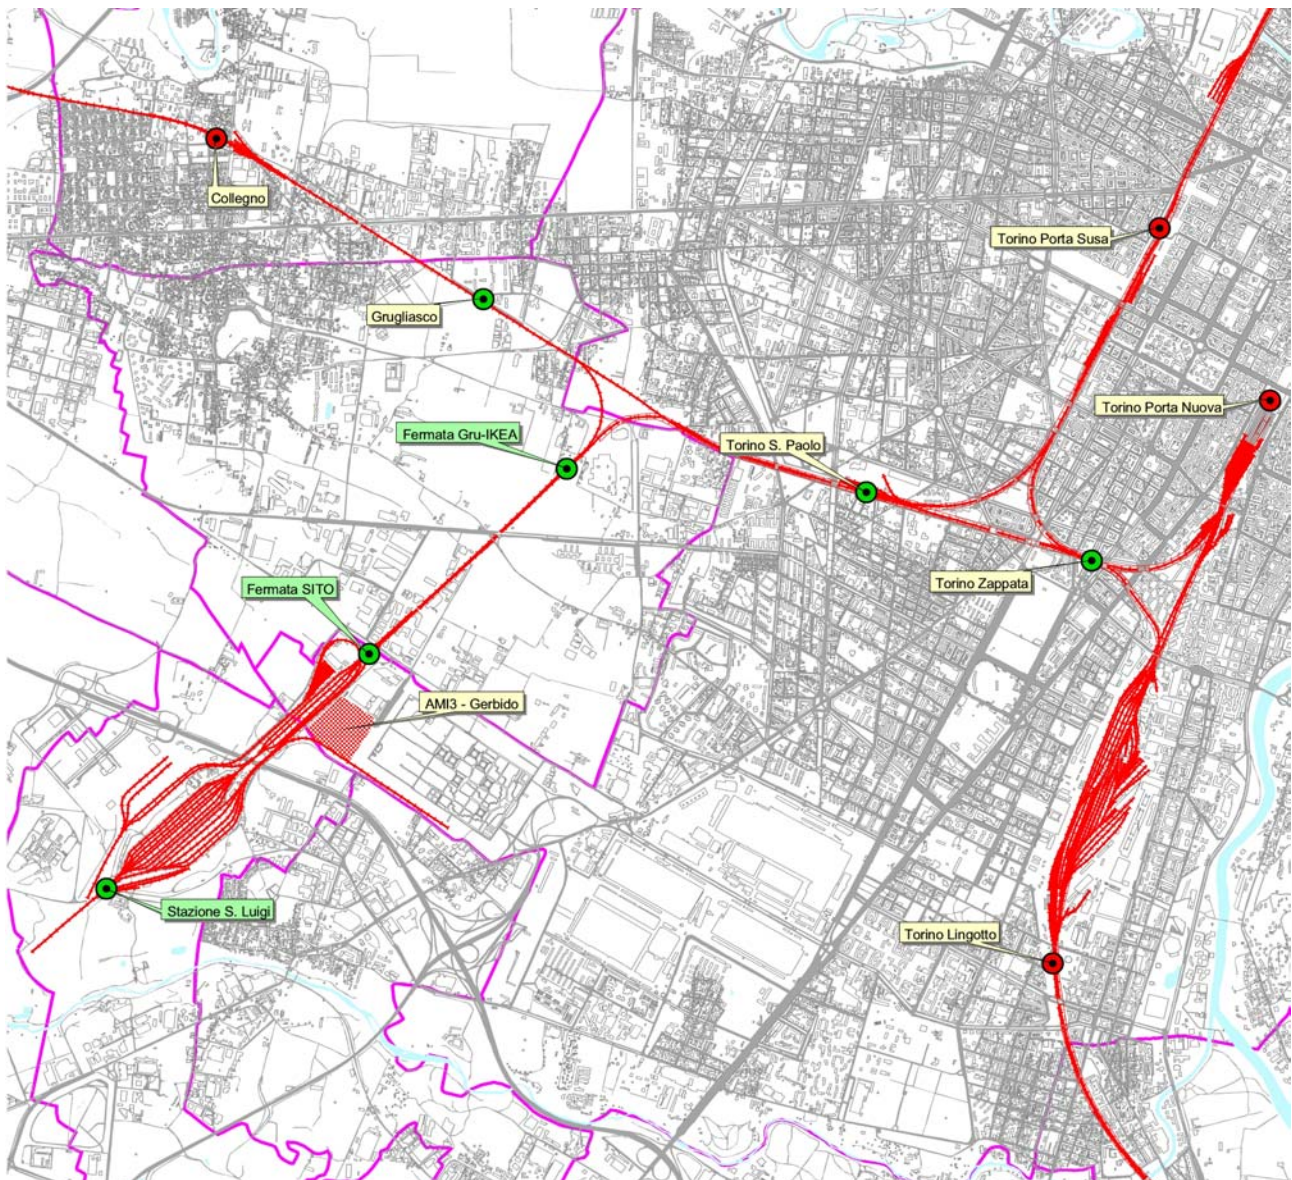 Collegno
Torino Porta Susa
Grugliasco
Torino Porta Nuova
Fermata Gru-IKEA
Torino S. Paolo
Torino Zappata
Fermata SITO
AMI3 - Gerbido
Stazione S. Luigi
Torino Lingotto